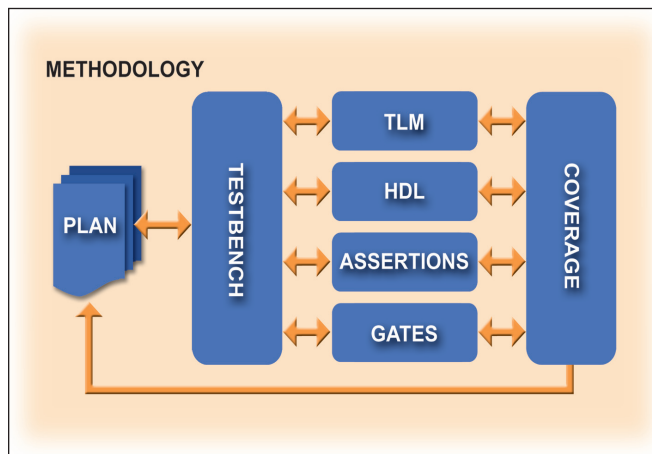 METHODOLOGY
PLAN
TESTBENCH
TLM
HDL
ASSERTIONS
GATES
COVERAGE